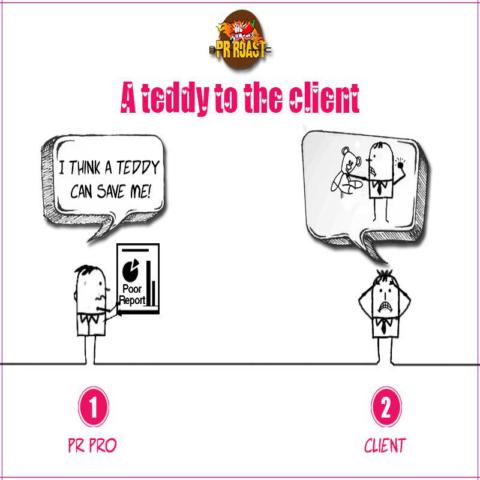 PR ROAST
A teddy to the client
I THINK A TEDDY
CAN SAVE ME!
Poor
Report
1
2
PR PRO
CLIENT